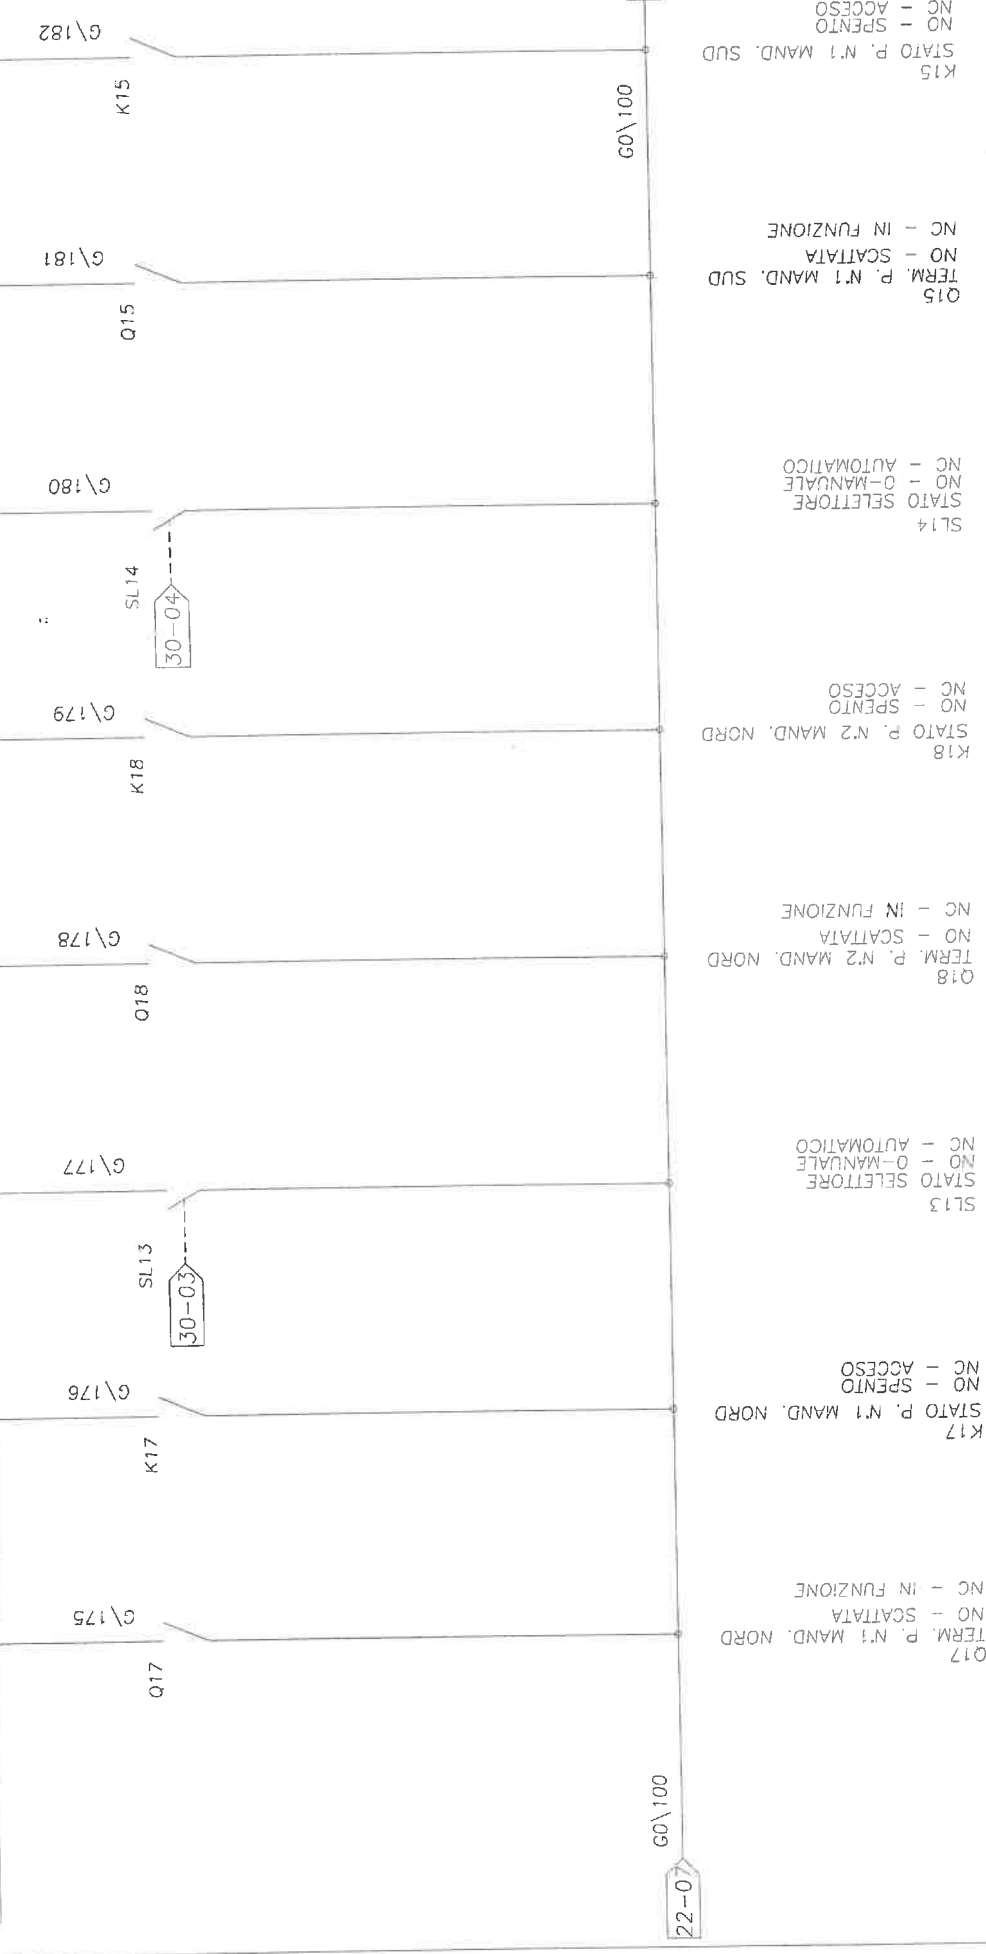 G\182
K15
G0\100
K15
STATO P. N°1 MAND. SUD
NO - SPENTO
NC - ACCESO
G\181
Q15
Q15
TERM. P. N°1 MAND. SUD
NO - SCATTATA
NC - IN FUNZIONE
G\180
SL14
30-04
SL14
STATO SELETTORE
NO - 0-MANUALE
NC - AUTOMATICO
G\179
K18
K18
STATO P. N°2 MAND. NORD
NO - SPENTO
NC - ACCESO
G\178
Q18
Q18
TERM. P. N°2 MAND. NORD
NO - SCATTATA
NC - IN FUNZIONE
G\177
SL13
30-03
SL13
STATO SELETTORE
NO - 0-MANUALE
NC - AUTOMATICO
G\176
K17
K17
STATO P. N°1 MAND. NORD
NO - SPENTO
NC - ACCESO
G\175
Q17
Q17
TERM. P. N°1 MAND. NORD
NO - SCATTATA
NC - IN FUNZIONE
G0\100
22-07